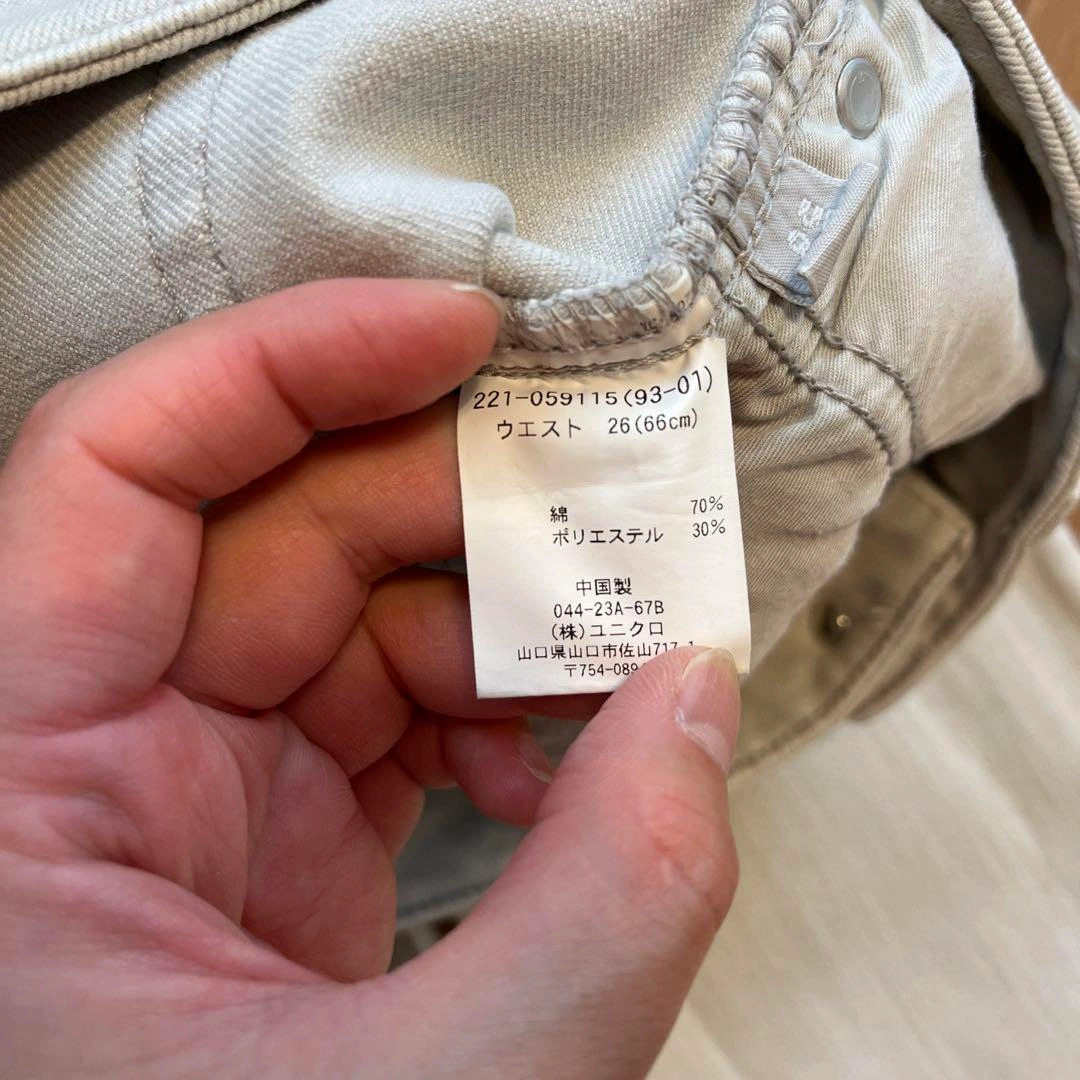 221-059115(93-01)
ウエスト 26(66cm)
綿 70%
ポリエステル 30%
中国製
044-23A-67B
(株)ユニクロ
山口県山口市佐山717-1
〒754-089